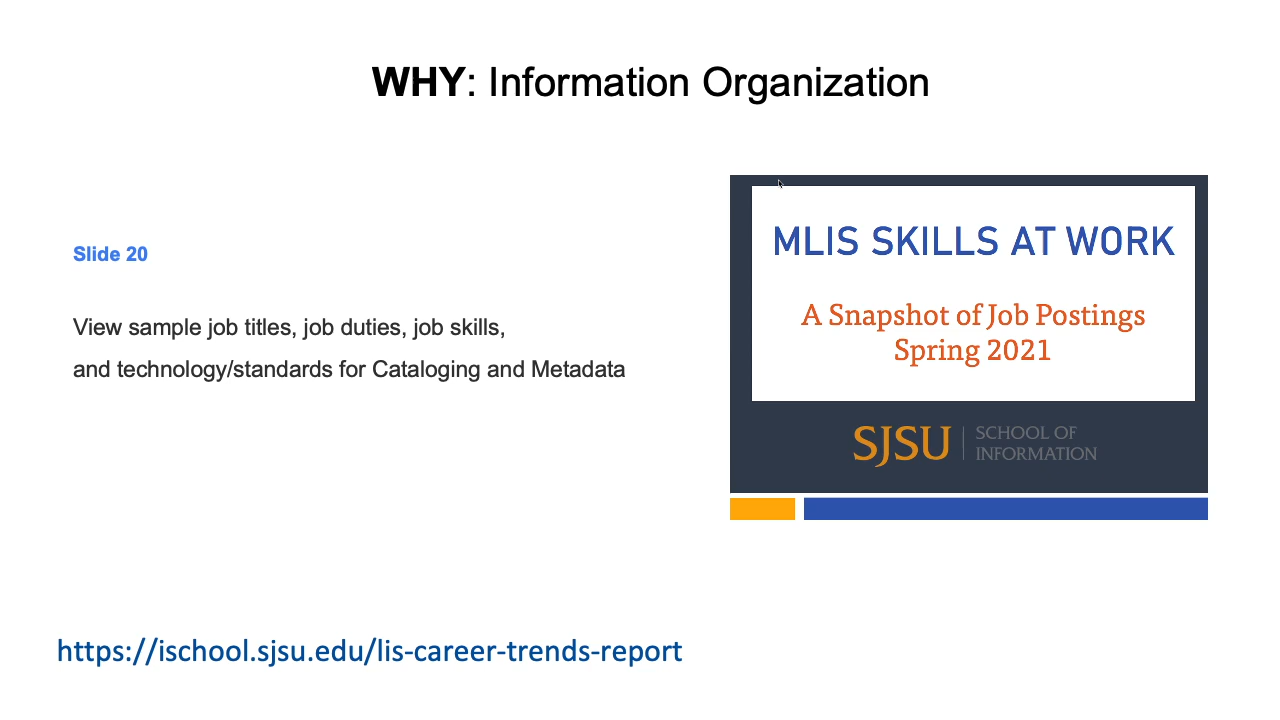 WHY: Information Organization
Slide 20
View sample job titles, job duties, job skills,
and technology/standards for Cataloging and Metadata
MLIS SKILLS AT WORK
A Snapshot of Job Postings
Spring 2021
SJSU | SCHOOL OF
INFORMATION
https://ischool.sjsu.edu/lis-career-trends-report